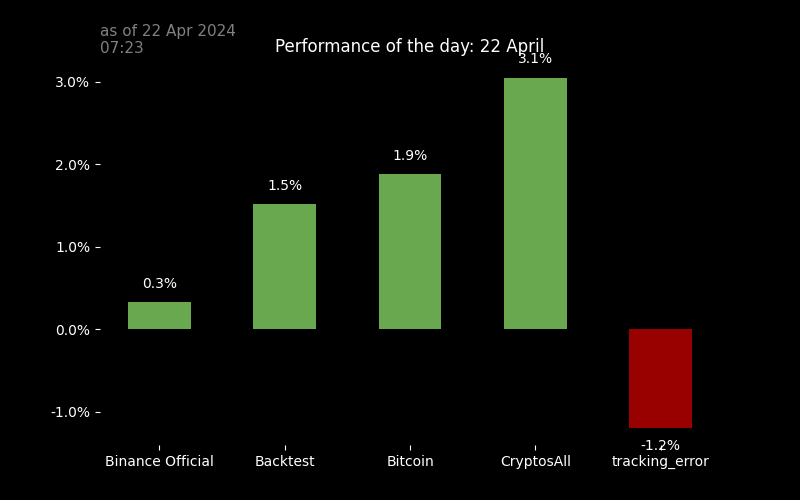 as of 22 Apr 2024
07:23
Performance of the day: 22 April
3.1%
3.0%
2.0%
1.9%
1.5%
1.0%
0.3%
0.0%
-1.0%
-1.2%
Binance Official
Backtest
Bitcoin
CryptosAll
tracking_error